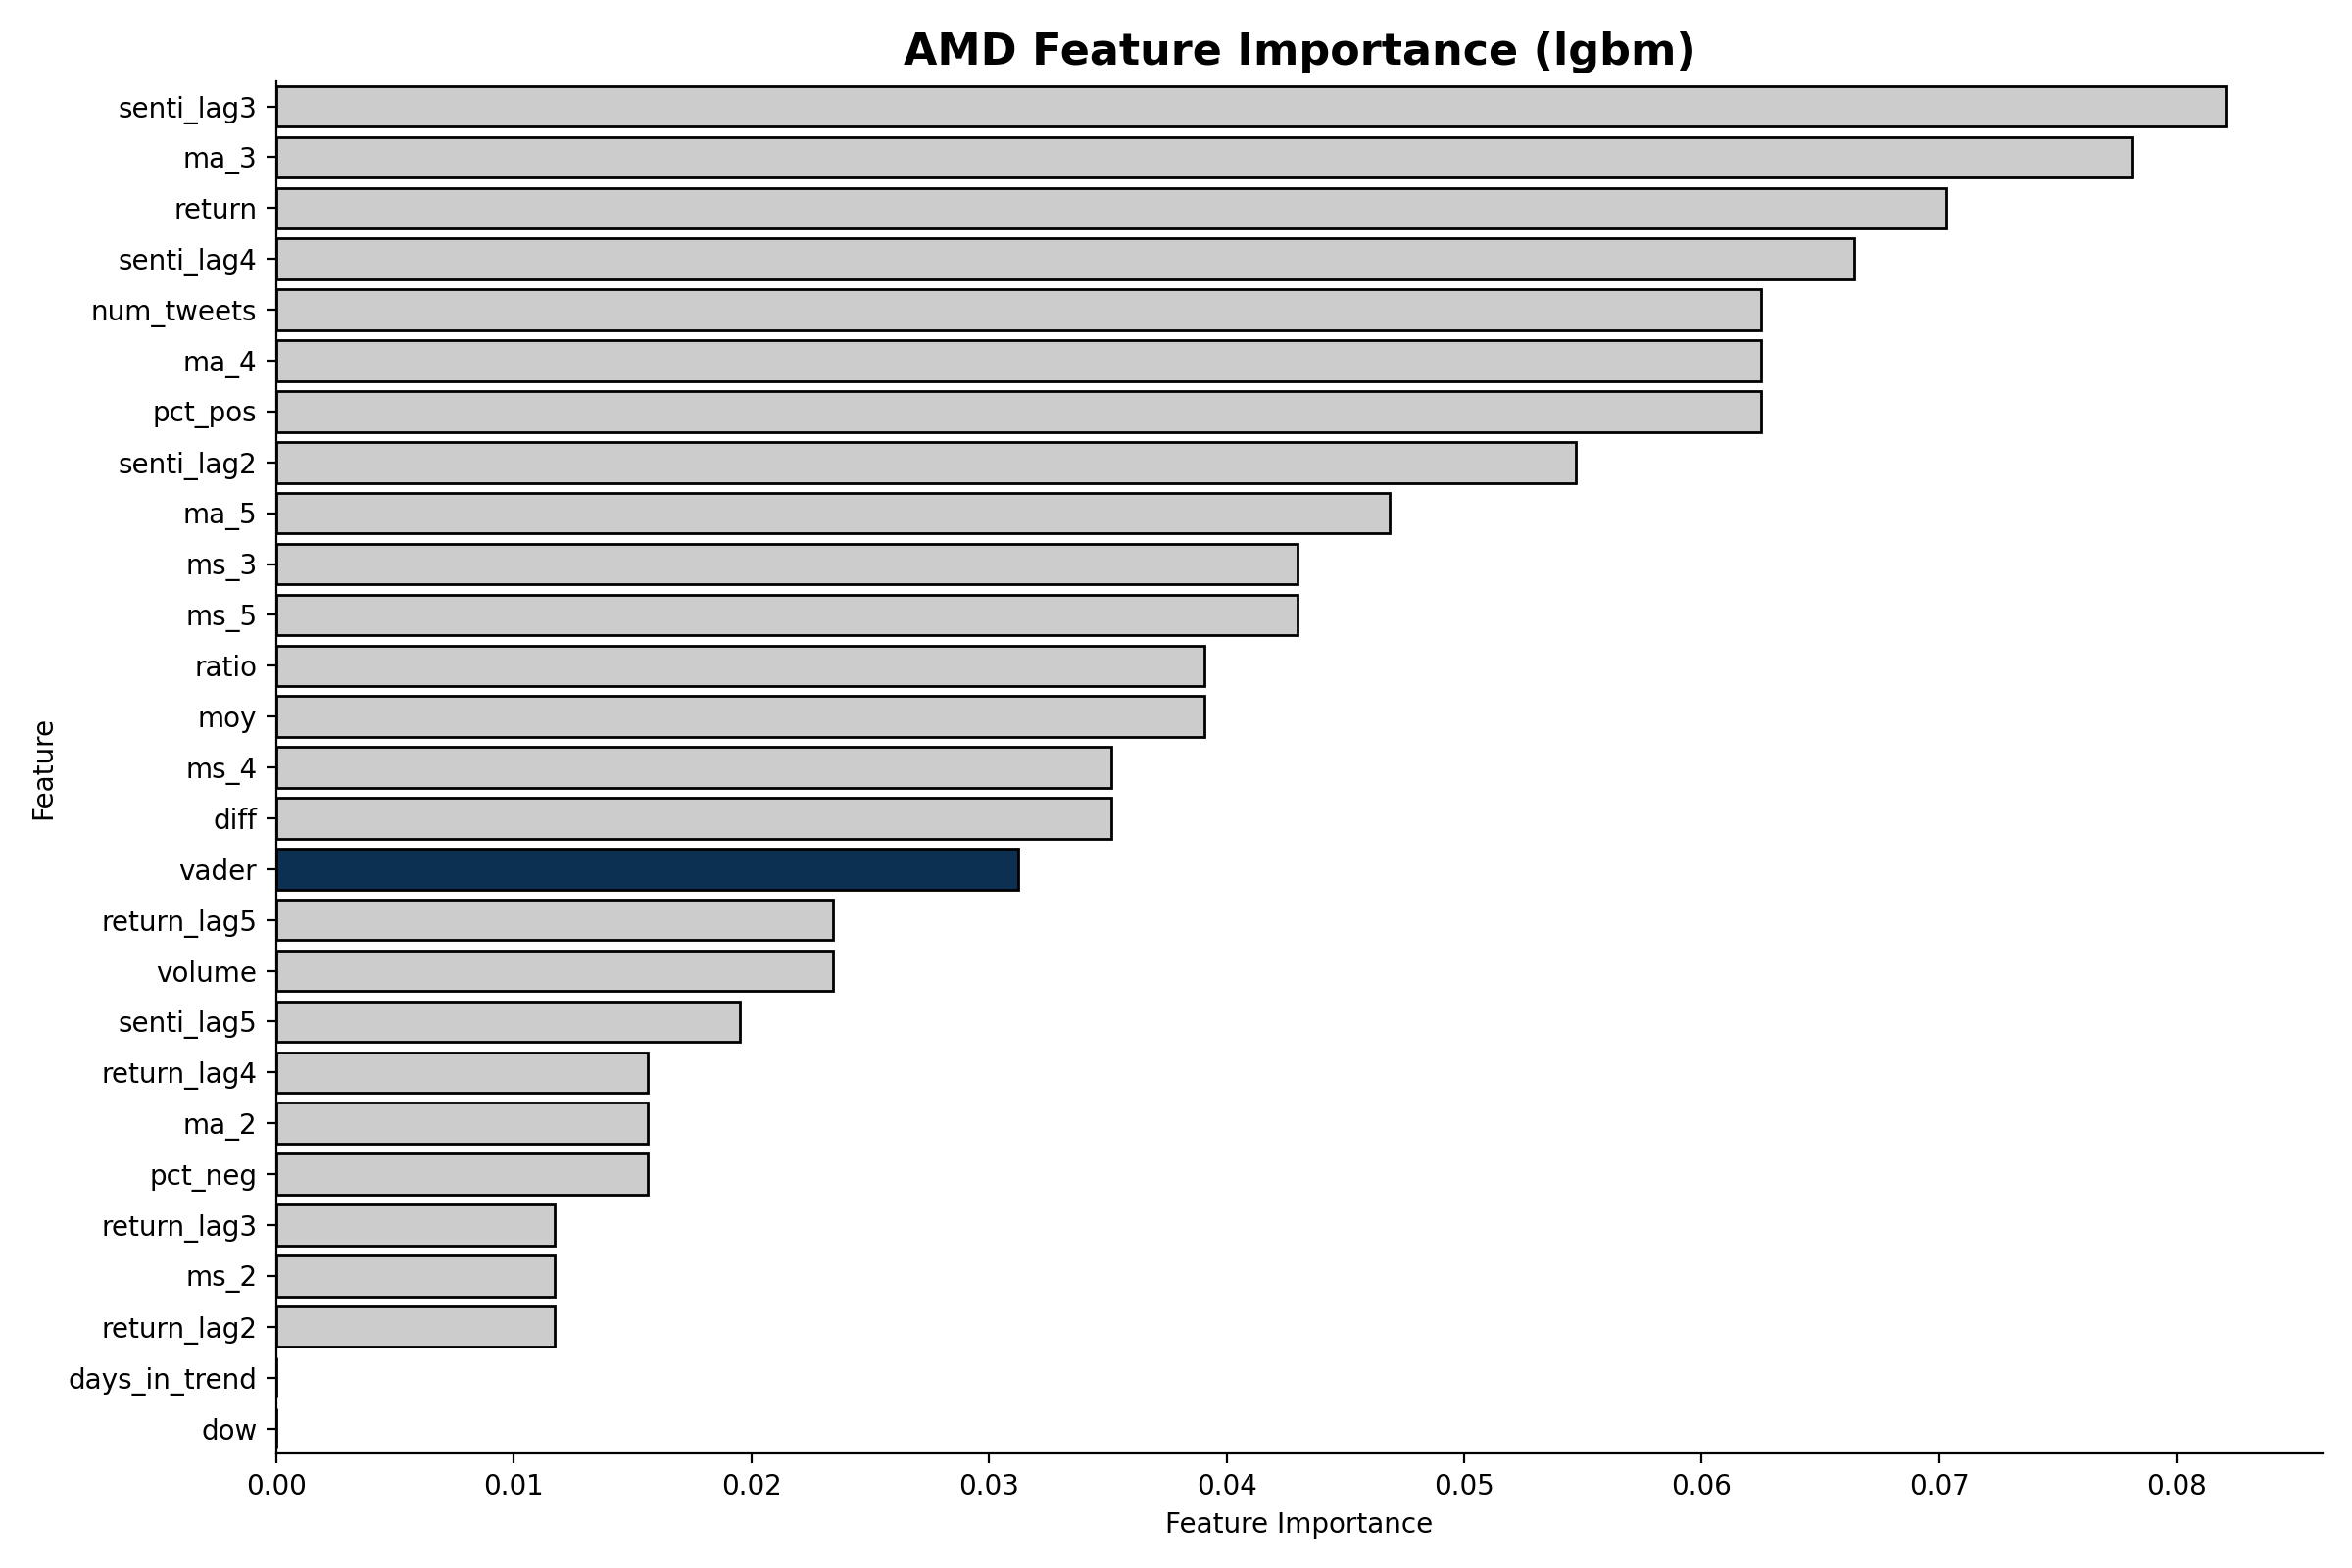 AMD Feature Importance (lgbm)
senti_lag3
ma_3
return
senti_lag4
num_tweets
ma_4
pct_pos
senti_lag2
ma_5
ms_3
ms_5
ratio
moy
ms_4
diff
vader
return_lag5
volume
senti_lag5
return_lag4
ma_2
pct_neg
return_lag3
ms_2
return_lag2
days_in_trend
dow
Feature
0.00 0.01 0.02 0.03 0.04 0.05 0.06 0.07 0.08
Feature Importance